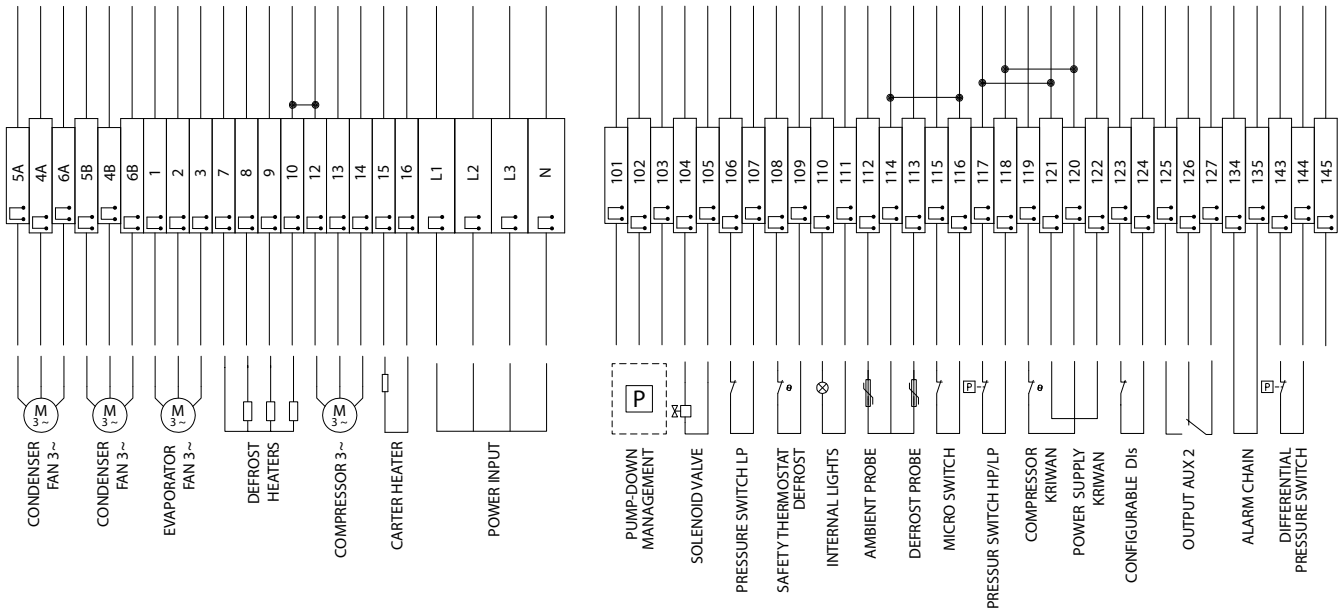 5A
4A
6A
5B
4B
6B
1
2
3
7
8
9
10
12
13
14
15
16
L1
L2
L3
N
101
102
103
104
105
106
107
108
109
110
111
112
114
113
115
116
117
118
119
121
120
122
123
124
125
126
127
134
135
143
144
145
M
3 ~
M
3 ~
M
3 ~
M
3 ~
P
θ
P
θ
P
CONDENSER
FAN 3~
CONDENSER
FAN 3~
EVAPORATOR
FAN 3~
DEFROST
HEATERS
COMPRESSOR 3~
CARTER HEATER
POWER INPUT
PUMP-DOWN
MANAGEMENT
SOLENOID VALVE
PRESSURE SWITCH LP
SAFETY THERMOSTAT
DEFROST
INTERNAL LIGHTS
AMBIENT PROBE
DEFROST PROBE
MICRO SWITCH
PRESSUR SWITCH HP/LP
COMPRESSOR
KRIWAN
POWER SUPPLY
KRIWAN
CONFIGURABLE DIs
OUTPUT AUX 2
ALARM CHAIN
DIFFERENTIAL
PRESSURE SWITCH